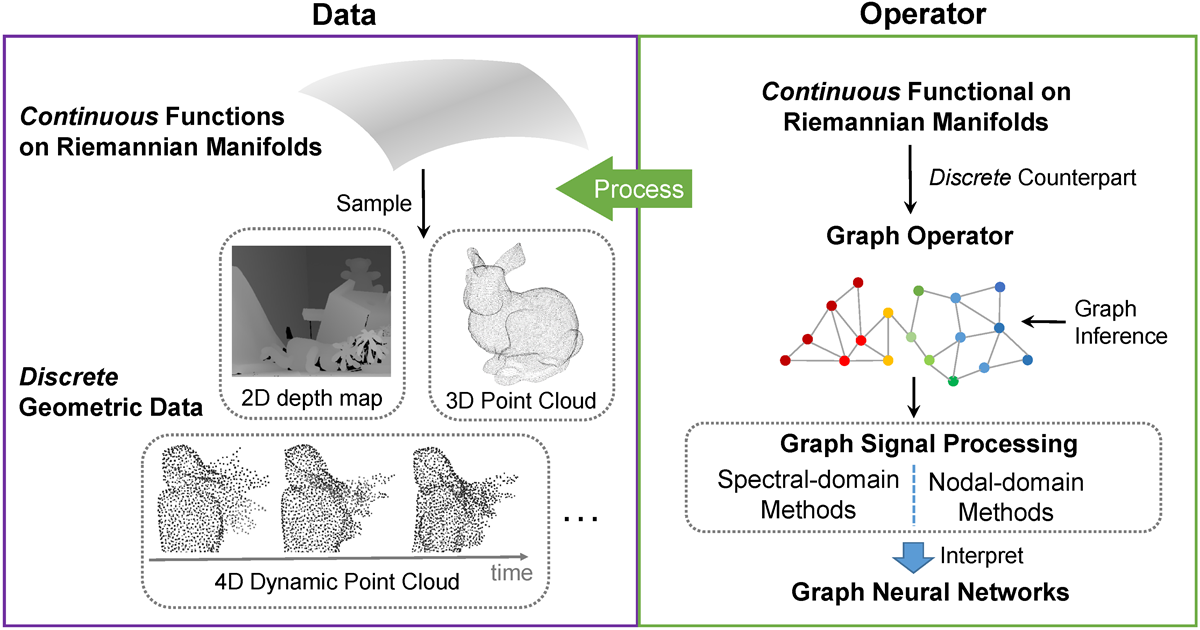 Data
Continuous Functions
on Riemannian Manifolds
Sample
2D depth map
3D Point Cloud
Discrete
Geometric Data
time
4D Dynamic Point Cloud
...
Process
Operator
Continuous Functional on
Riemannian Manifolds
Discrete Counterpart
Graph Operator
Graph
Inference
Graph Signal Processing
Spectral-domain
Methods
Nodal-domain
Methods
Interpret
Graph Neural Networks